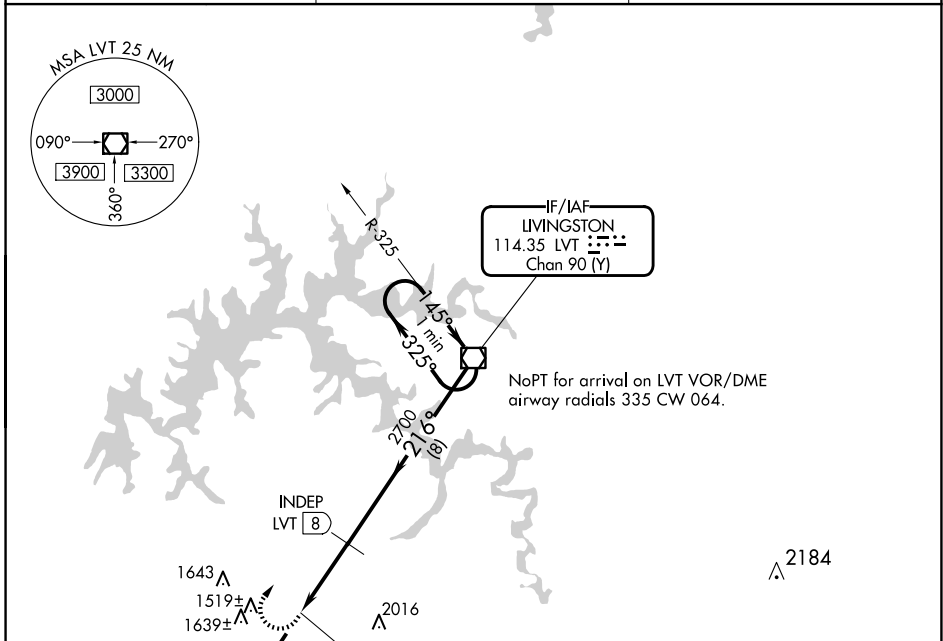 MSA LVT 25 NM
3000
090°
270°
3900
3300
360°
R-325
145°
1 min
325°
IF/IAF
LIVINGSTON
114.35 LVT
Chan 90 (Y)
NoPT for arrival on LVT VOR/DME
airway radials 335 CW 064.
2700
216°
(8)
INDEP
LVT 8
1643
1519±
1639±
2016
2184